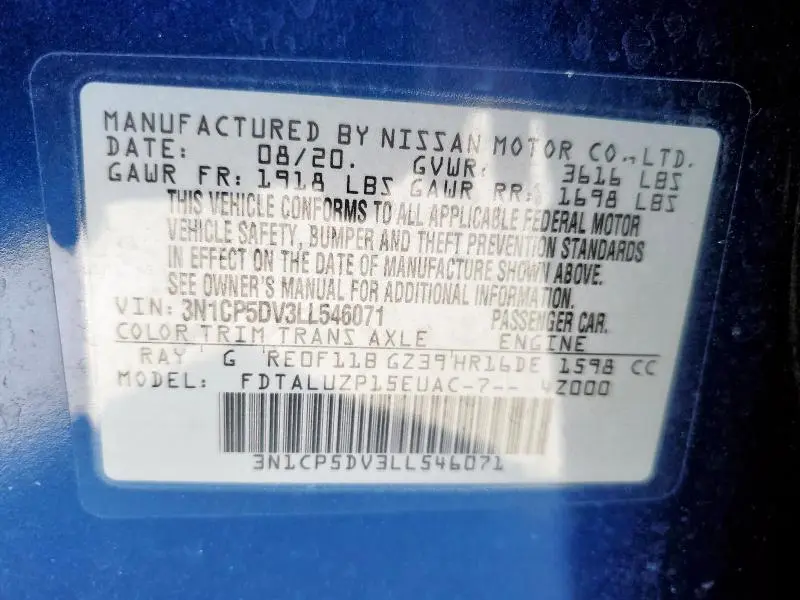 MANUFACTURED BY NISSAN MOTOR CO.,LTD.
DATE: 08/20. GVWR: 3616 LBS
GAWR FR: 1918 LBS GAWR RR: 1698 LBS
THIS VEHICLE CONFORMS TO ALL APPLICABLE FEDERAL MOTOR
VEHICLE SAFETY, BUMPER AND THEFT PREVENTION STANDARDS
IN EFFECT ON THE DATE OF MANUFACTURE SHOWN ABOVE.
SEE OWNER'S MANUAL FOR ADDITIONAL INFORMATION.
VIN: 3N1CP5DV3LL546071 PASSENGER CAR.
COLOR TRIM TRANS AXLE ENGINE
RAY G RE0F11B GZ39 HR16DE 1598 CC
MODEL: FDTALUZP15EUAC-7-- 4Z000
3N1CP5DV3LL546071